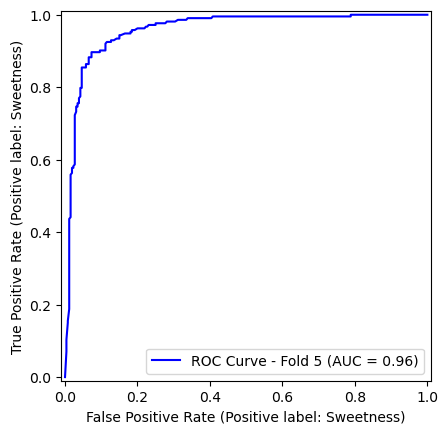 1.0
0.8
0.6
0.4
0.2
0.0
True Positive Rate (Positive label: Sweetness)
ROC Curve - Fold 5 (AUC = 0.96)
0.0 0.2 0.4 0.6 0.8 1.0
False Positive Rate (Positive label: Sweetness)